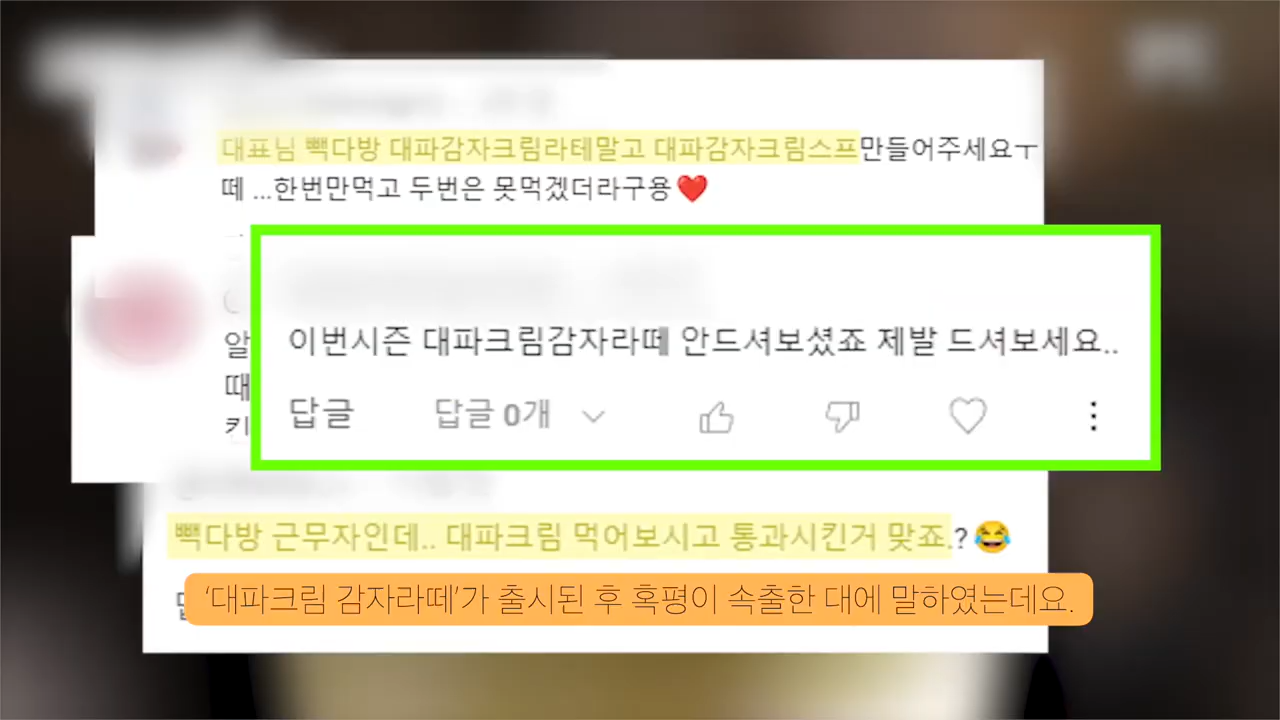 대표님 빽다방 대파감자크림라테말고 대파감자크림스프만들어주세요ㅜ
떼 ...한번만먹고 두번은 못먹겠더라구용❤️
이번시즌 대파크림감자라떼 안드셔보셨죠 제발 드셔보세요..
알
때
키
답글 답글 0개
빽다방 근무자인데.. 대파크림 먹어보시고 통과시킨거 맞죠.?😂
‘대파크림 감자라떼’가 출시된 후 혹평이 속출한 대에 말하였는데요.